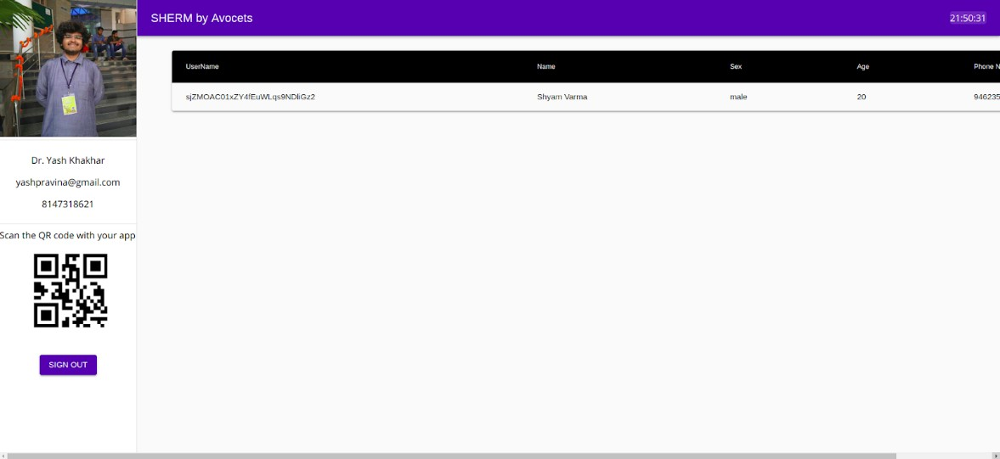 SHERM by Avocets
21:50:31
UserName Name Sex Age Phone N
sjZMOAC01xZY4fEuWLqs9NDliGz2 Shyam Varma male 20 946235
Dr. Yash Khakhar
yashpravina@gmail.com
8147318621
Scan the QR code with your app
SIGN OUT